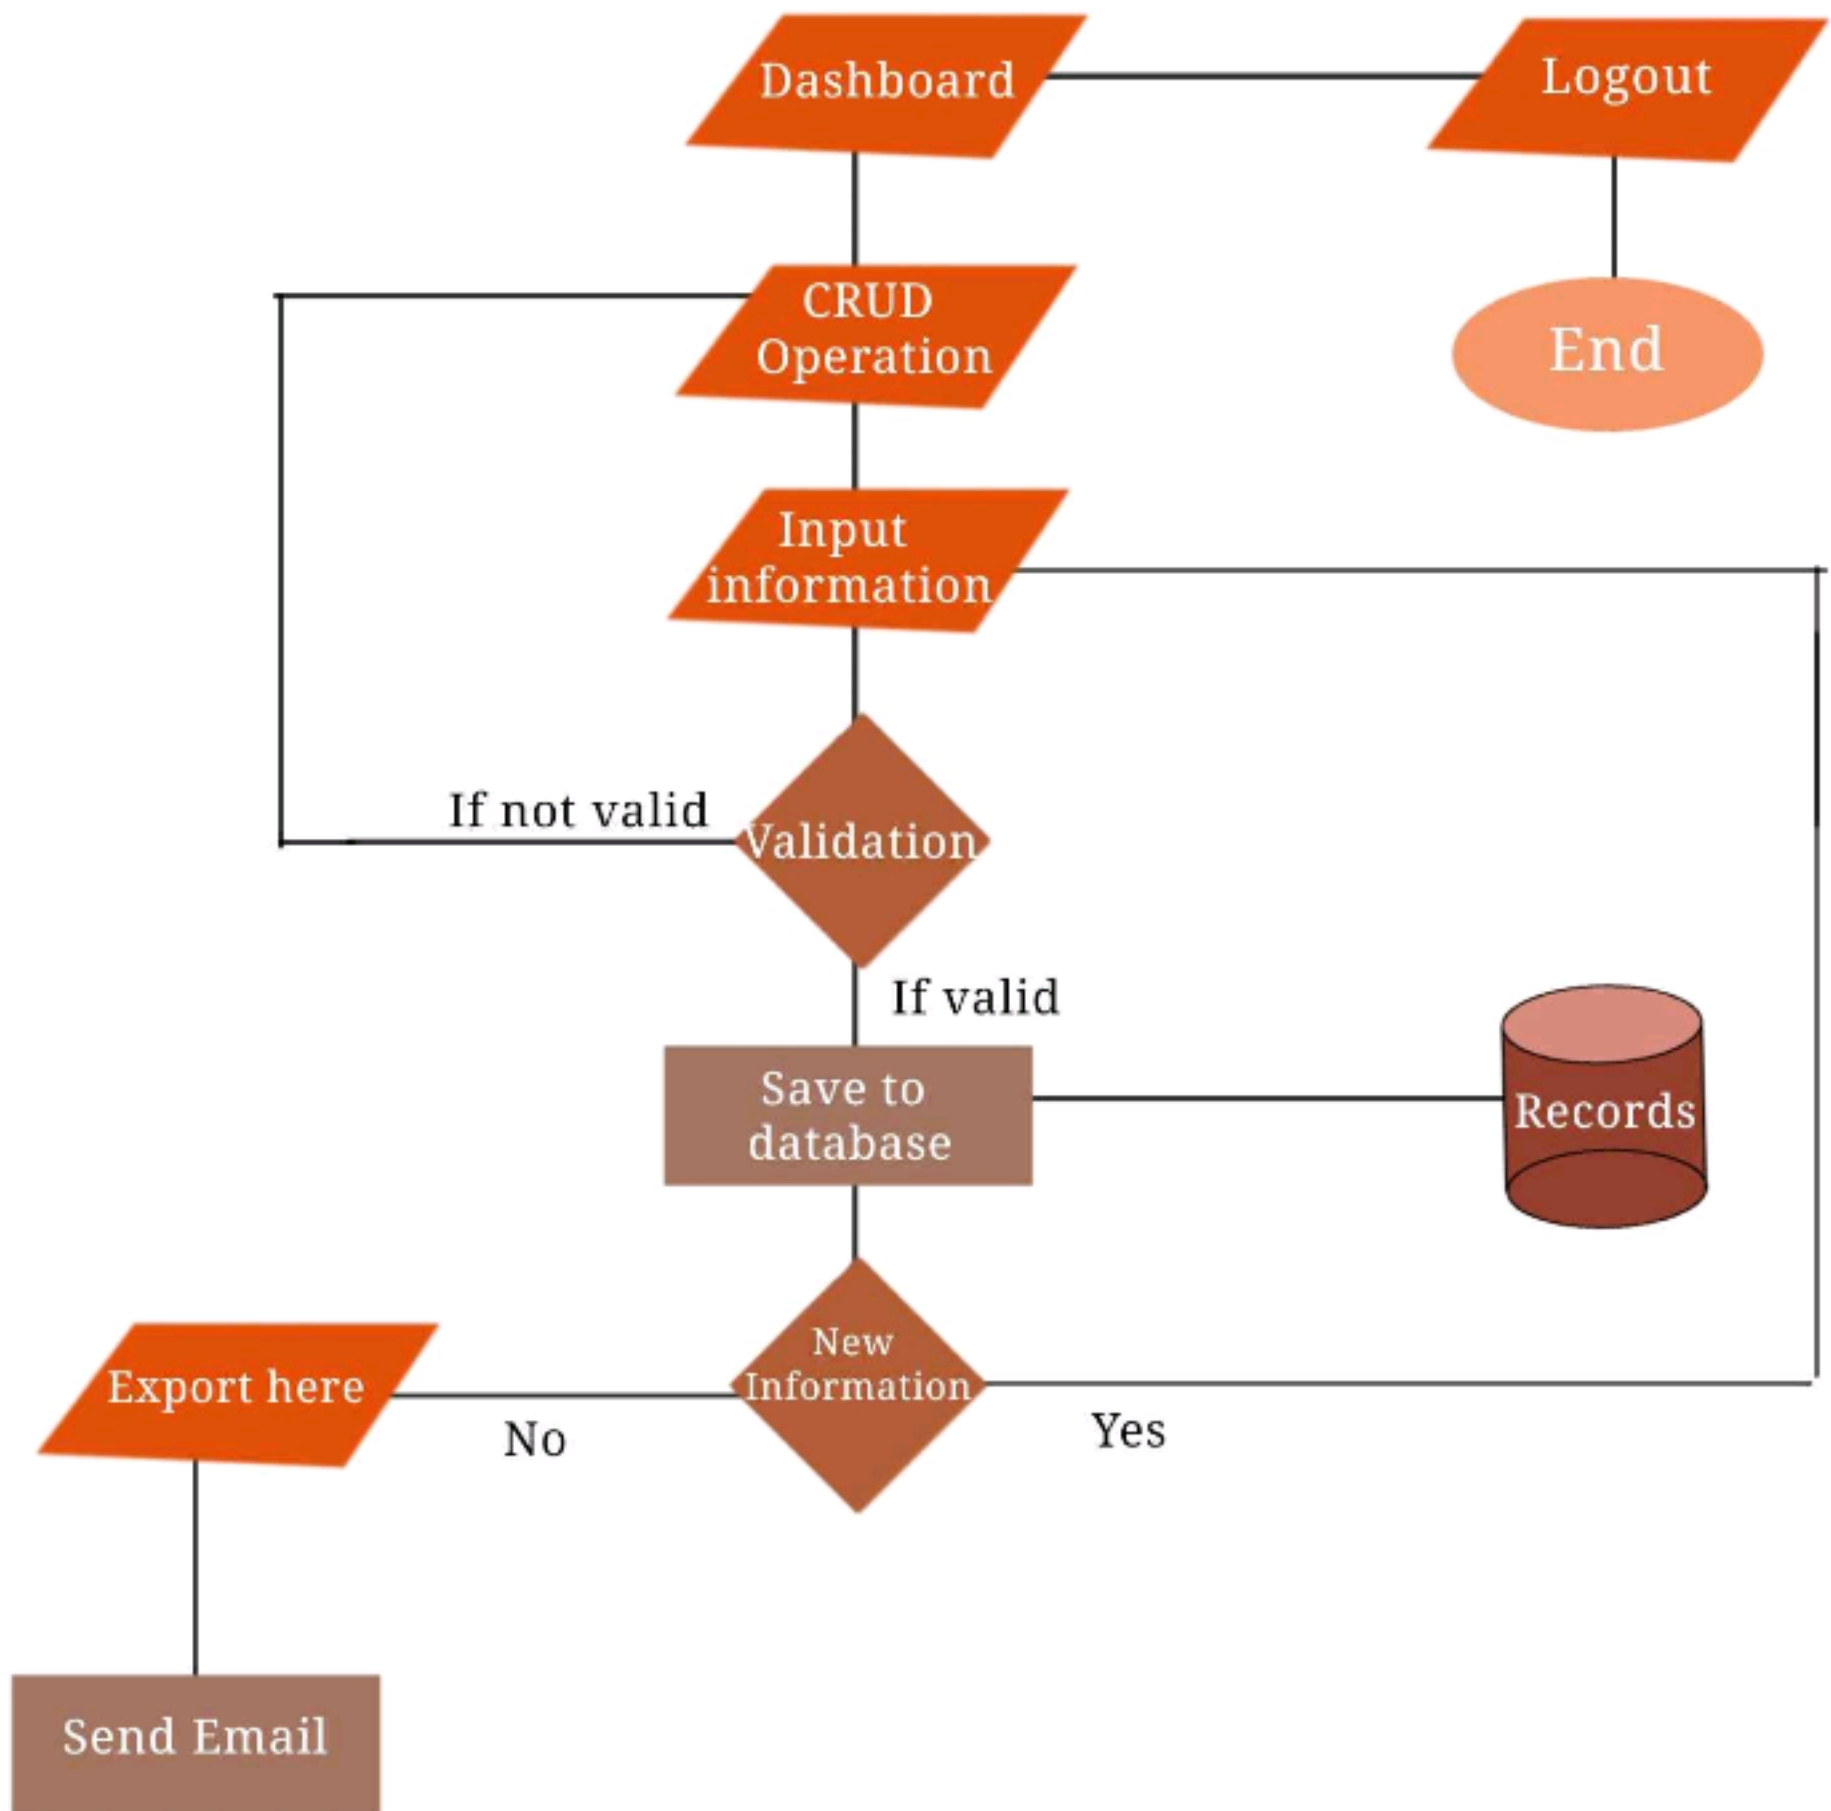 Dashboard
Logout
CRUD
Operation
End
Input
information
If not valid
Validation
If valid
Save to
database
Records
New
Information
Export here
No
Yes
Send Email